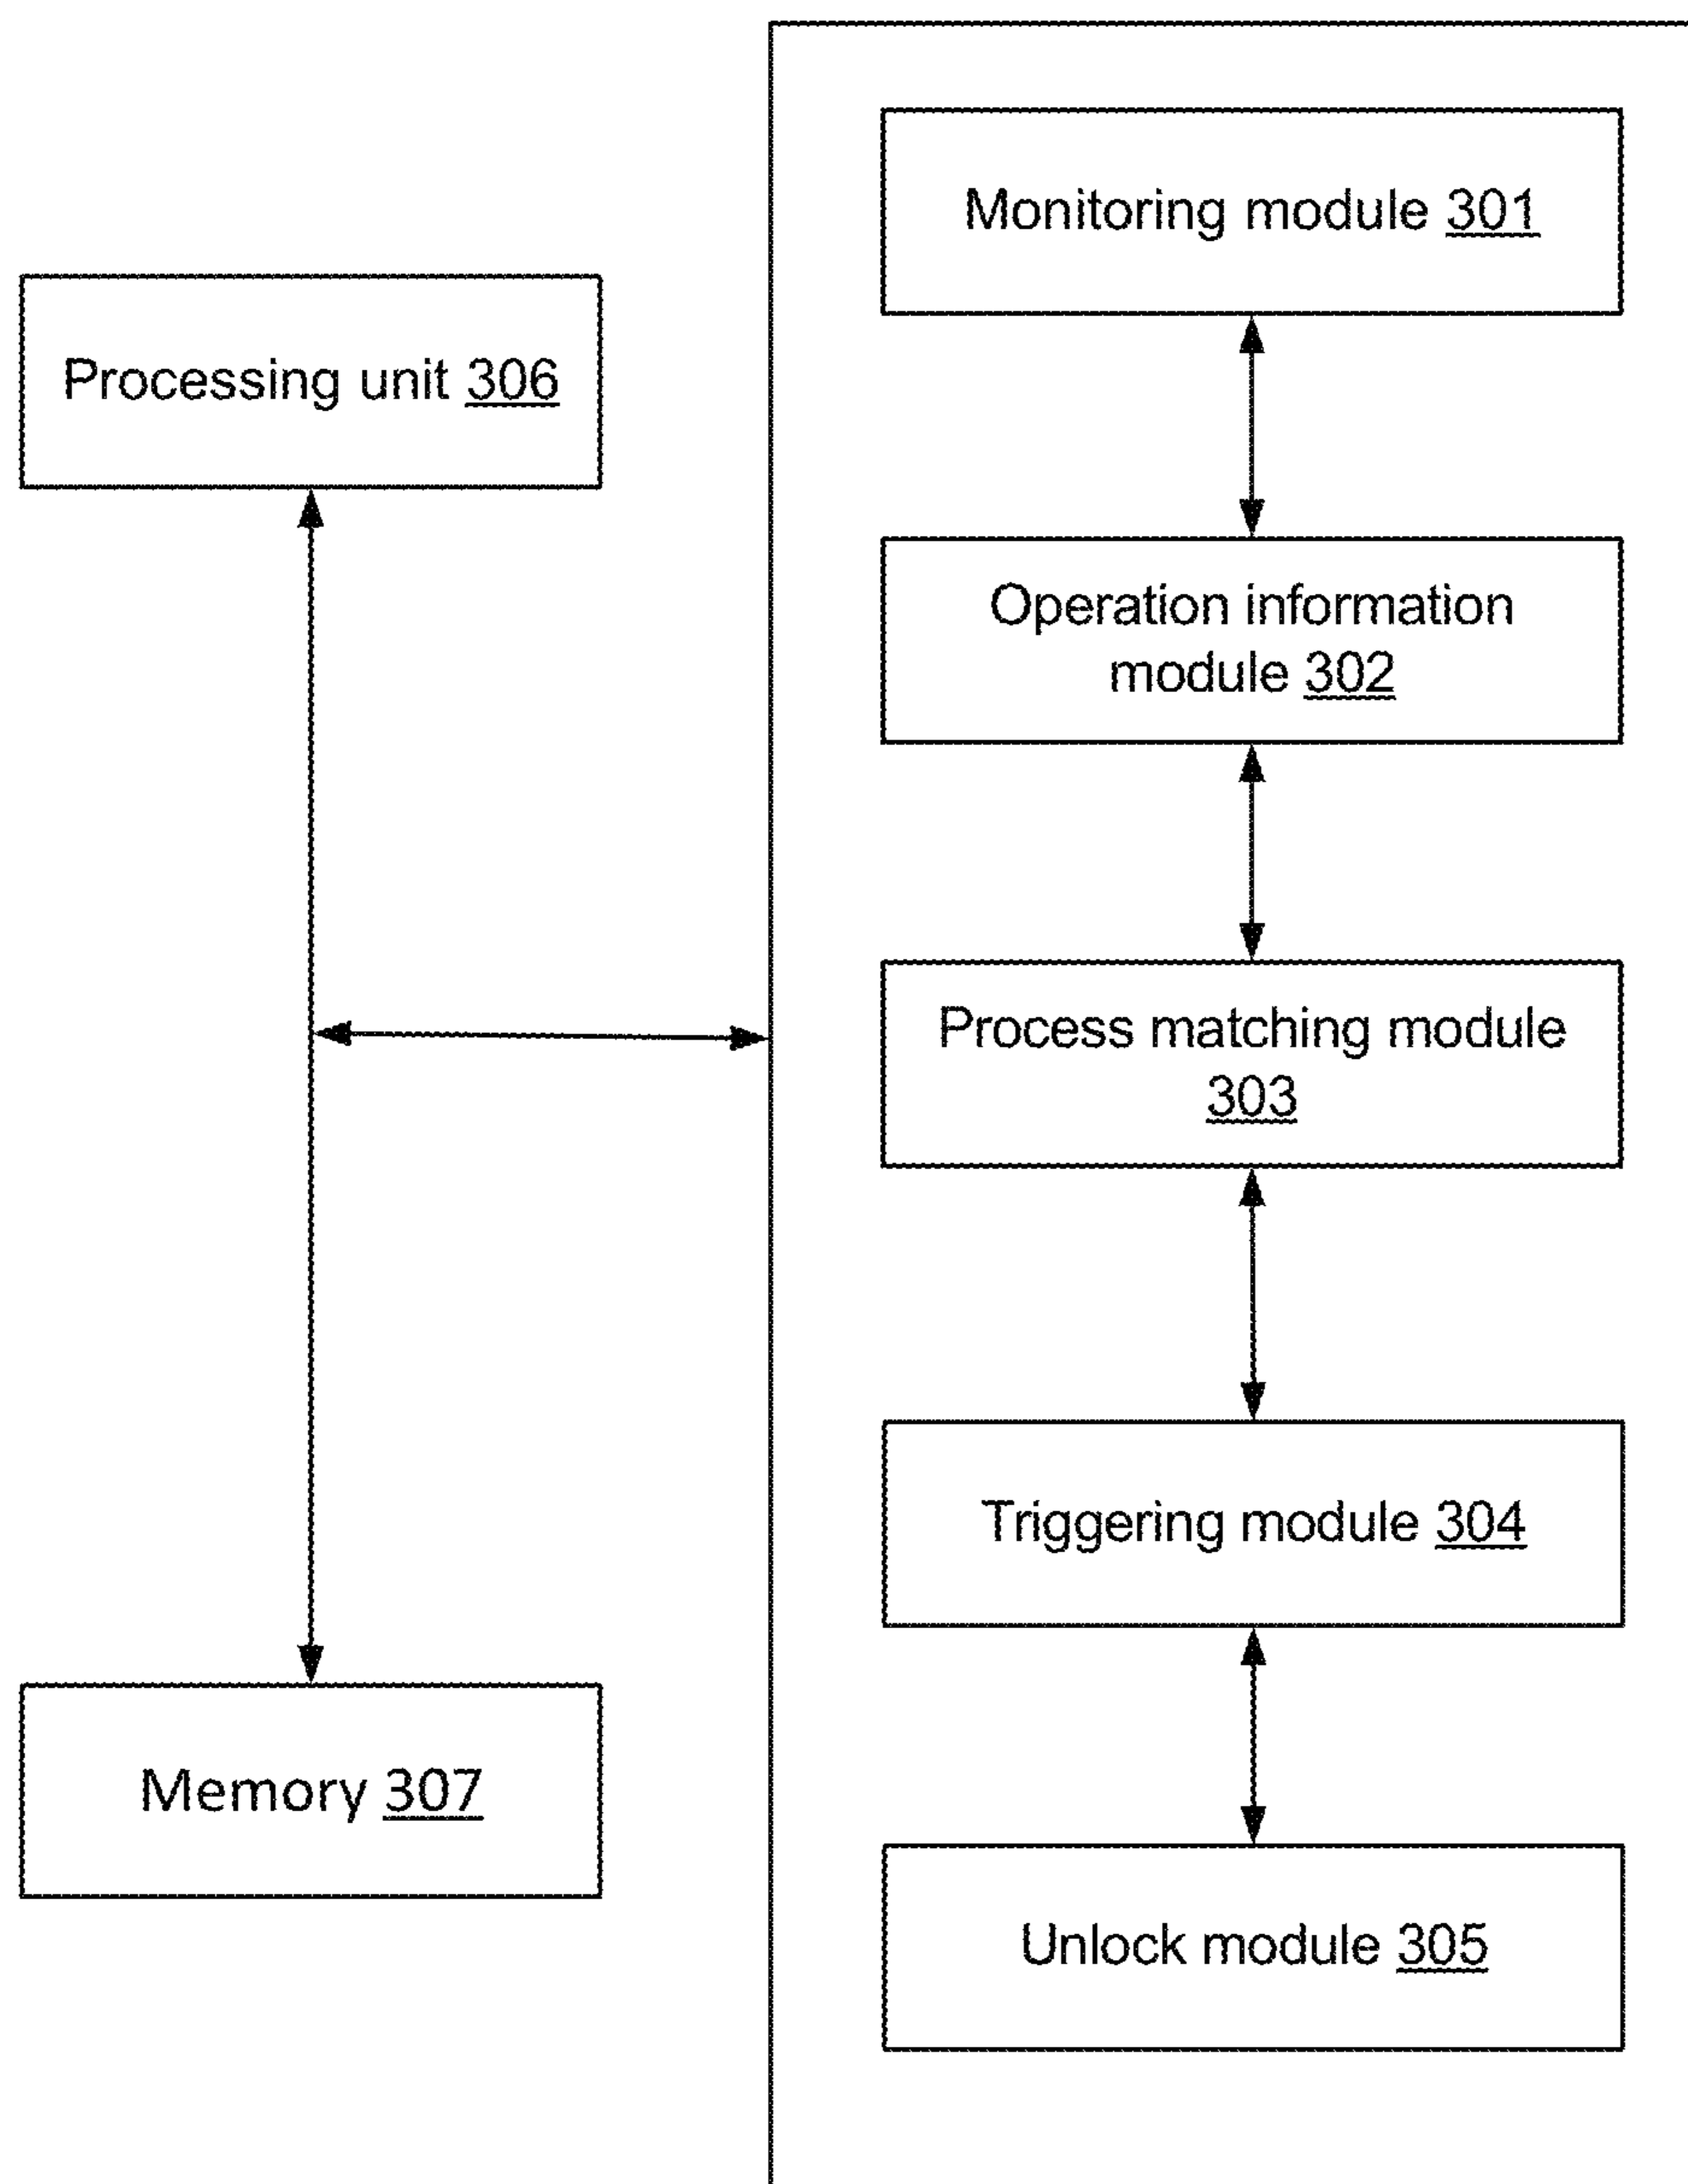 Monitoring module 301
Processing unit 306
Operation information
module 302
Process matching module
303
Triggering module 304
Memory 307
Unlock module 305